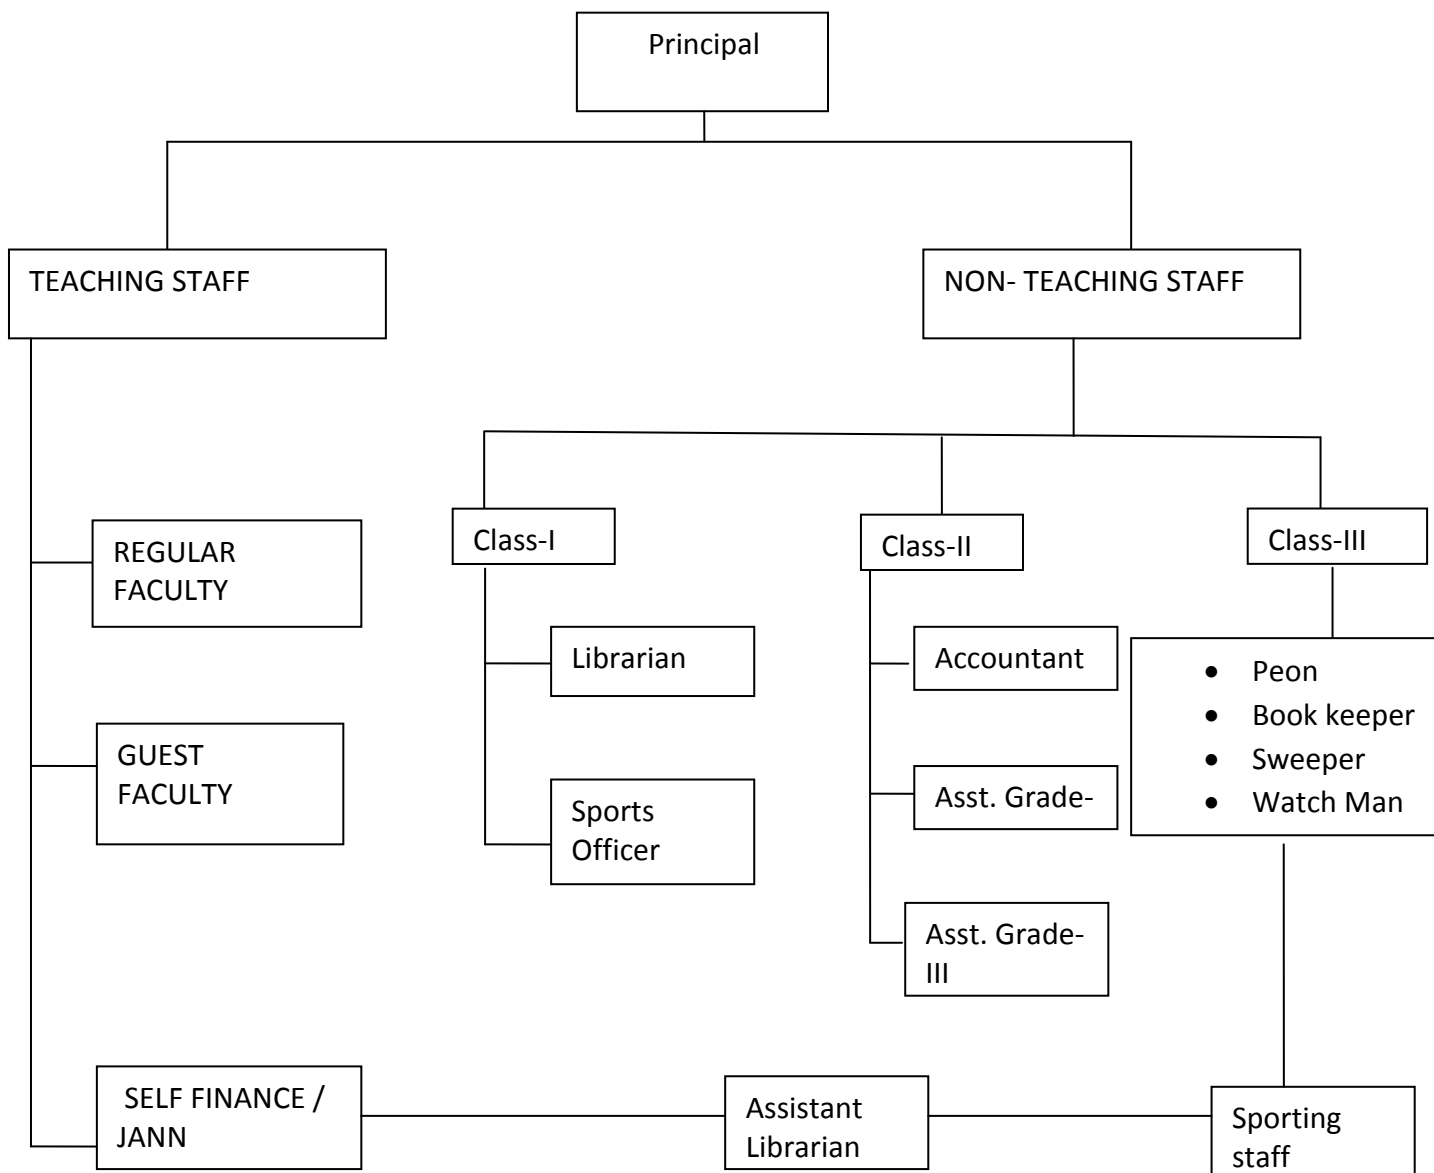 Principal
TEACHING STAFF
NON- TEACHING STAFF
Class-I
Class-II
Class-III
REGULAR
FACULTY
Librarian
Accountant
• Peon
• Book keeper
• Sweeper
• Watch Man
GUEST
FACULTY
Sports
Officer
Asst. Grade-
Asst. Grade-
III
SELF FINANCE /
JANN
Assistant
Librarian
Sporting
staff